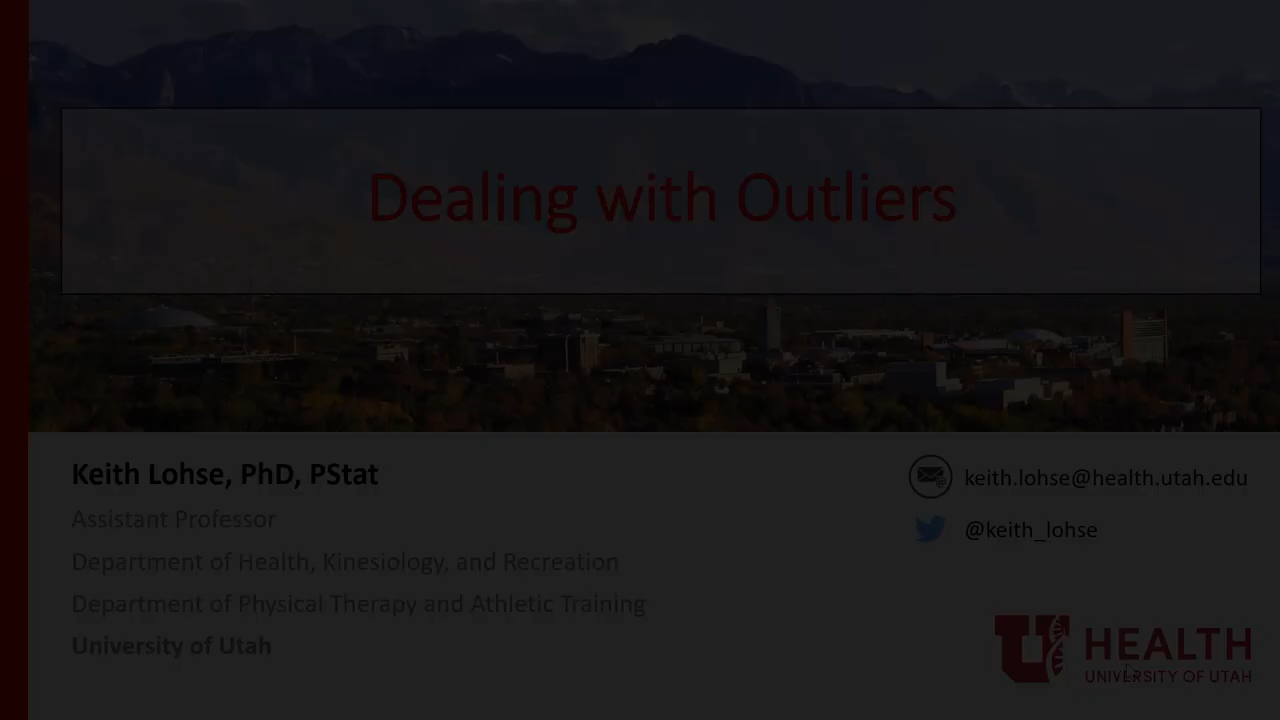 Dealing with Outliers
Keith Lohse, PhD, PStat
Assistant Professor
Department of Health, Kinesiology, and Recreation
Department of Physical Therapy and Athletic Training
University of Utah
keith.lohse@health.utah.edu
@keith_lohse
U HEALTH
UNIVERSITY OF UTAH